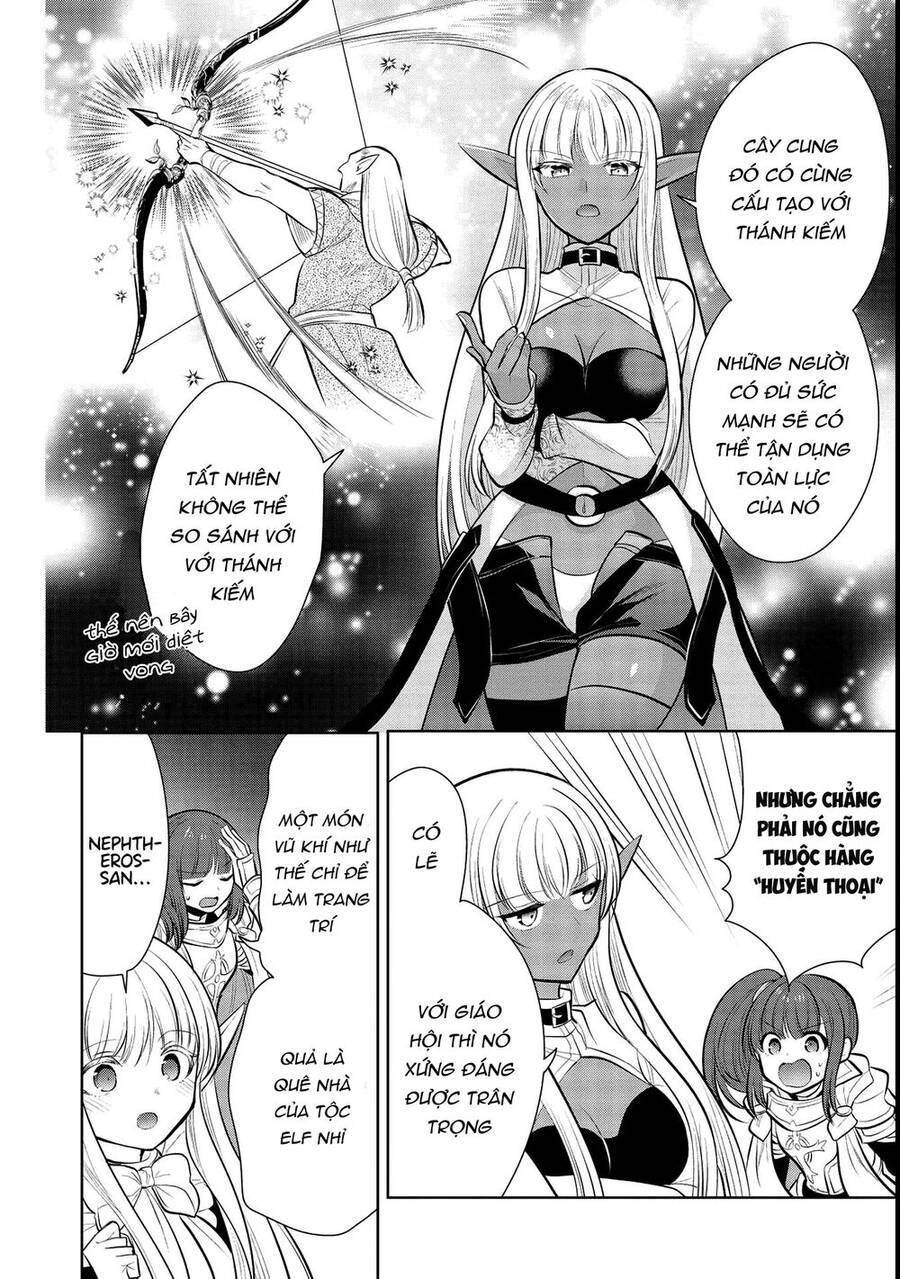 CÂY CUNG
ĐÓ CÓ CÙNG
CẤU TẠO VỚI
THÁNH KIẾM
NHỮNG NGƯỜI
CÓ ĐỦ SỨC
MẠNH SẼ CÓ
THỂ TẬN DỤNG
TOÀN LỰC
CỦA NÓ
TẤT NHIÊN
KHÔNG THỂ
SO SÁNH VỚI
VỚI THÁNH
KIẾM
thế nên bây
giờ mới diệt
vong
NHƯNG CHẲNG
PHẢI NÓ CŨNG
THUỘC HÀNG
"HUYỀN THOẠI"
CÓ LẼ
VỚI GIÁO
HỘI THÌ NÓ
XỨNG ĐÁNG
ĐƯỢC TRÂN
TRỌNG
MỘT MÓN
VŨ KHÍ NHƯ
THẾ CHỈ ĐỂ
LÀM TRANG
TRÍ
QUẢ LÀ
QUÊ NHÀ
CỦA TỘC
ELF NHỈ
NEPHTH-
EROS-
SAN...